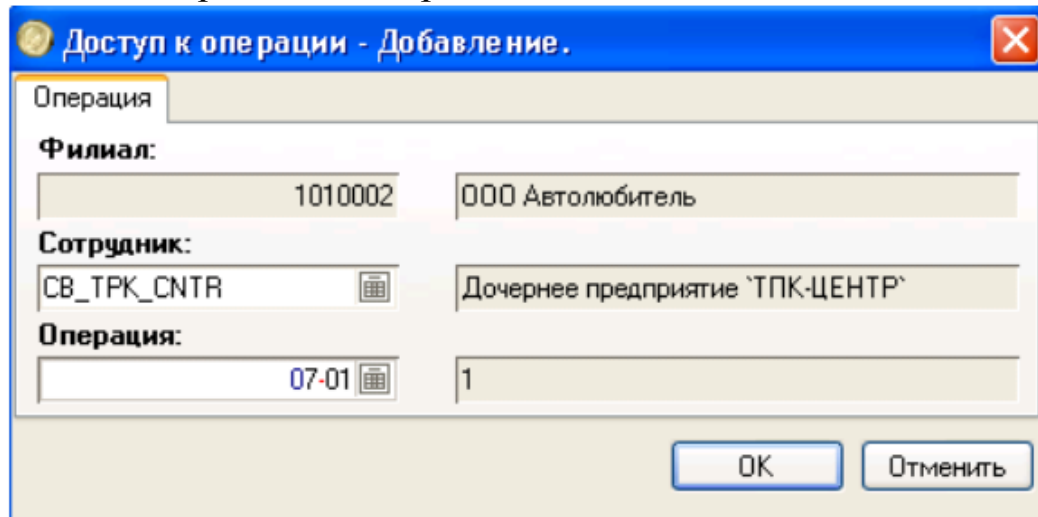 Доступ к операции - Добавление.
Операция
Филиал:
1010002 ООО Автолюбитель
Сотрудник:
CB_TPK_CNTR Дочернее предприятие `ТПК-ЦЕНТР`
Операция:
07-01 1
OK Отменить